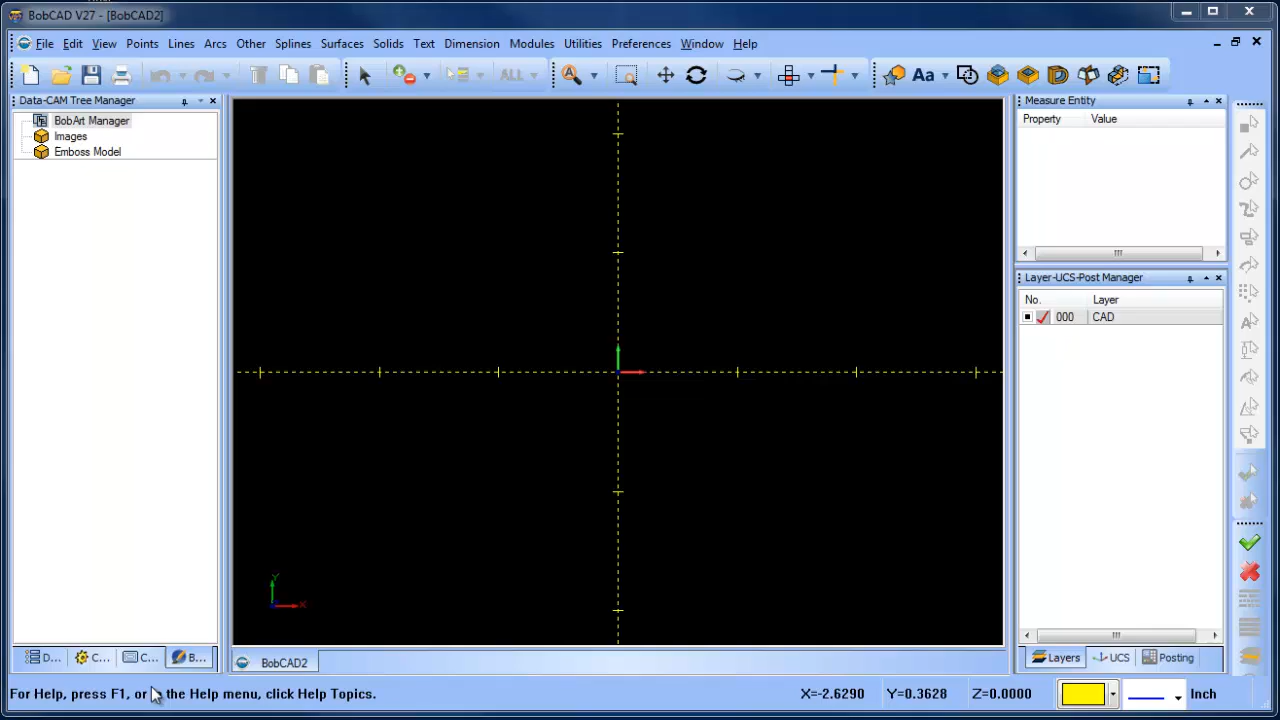 BobCAD V27 - [BobCAD2]
File Edit View Points Lines Arcs Other Splines Surfaces Solids Text Dimension Modules Utilities Preferences Window Help
ALL Aa
Data-CAM Tree Manager
BobArt Manager
Images
Emboss Model
Measure Entity
Property Value
Layer-UCS-Post Manager
No. Layer
000 CAD
Y
X
D... C... C... B...
BobCAD2
Layers UCS Posting
For Help, press F1, or the Help menu, click Help Topics.
X=-2.6290 Y=0.3628 Z=0.0000 Inch